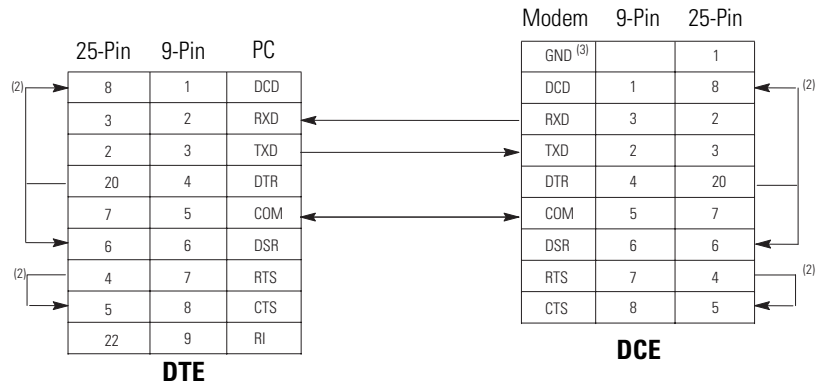 Modem 9-Pin 25-Pin
GND (3) 1
25-Pin 9-Pin PC
(2) 8 1 DCD
DCD 1 8 (2)
3 2 RXD
RXD 3 2
2 3 TXD
TXD 2 3
20 4 DTR
DTR 4 20
7 5 COM
COM 5 7
6 6 DSR
DSR 6 6
(2) 4 7 RTS
RTS 7 4 (2)
5 8 CTS
CTS 8 5
22 9 RI
DTE
DCE